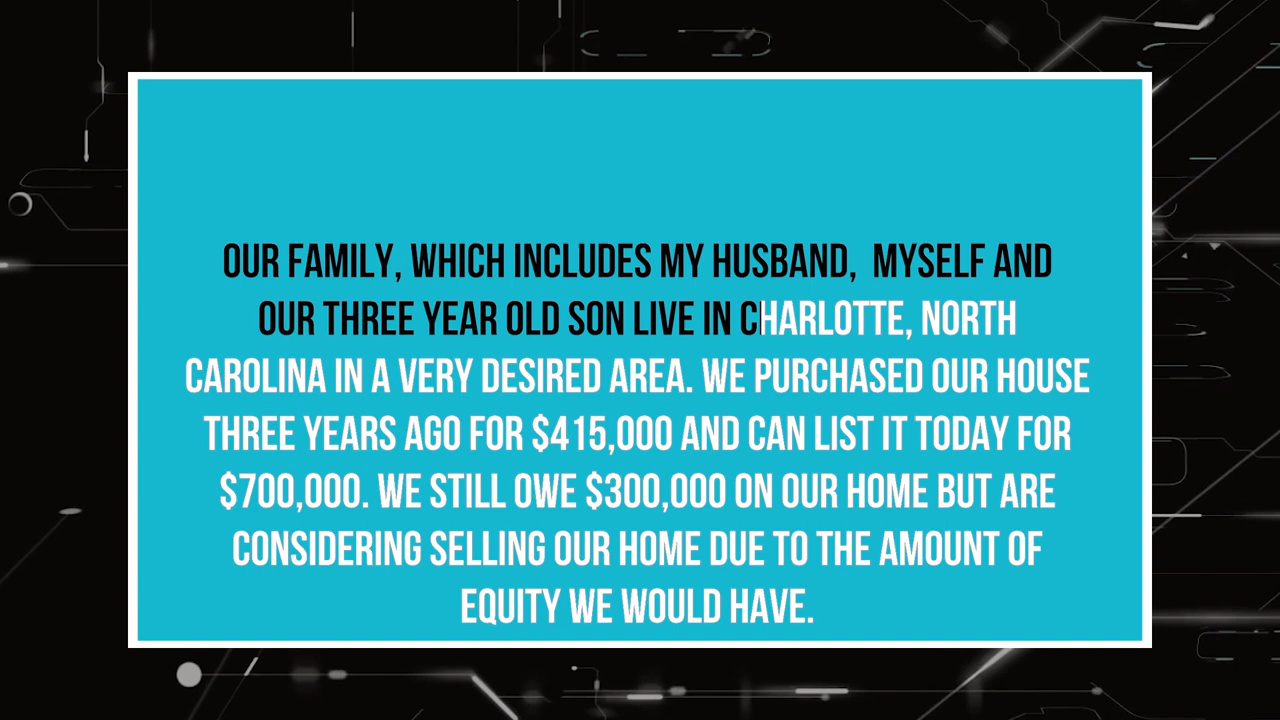 OUR FAMILY, WHICH INCLUDES MY HUSBAND,  MYSELF AND
OUR THREE YEAR OLD SON LIVE IN CHARLOTTE, NORTH
CAROLINA IN A VERY DESIRED AREA. WE PURCHASED OUR HOUSE
THREE YEARS AGO FOR $415,000 AND CAN LIST IT TODAY FOR
$700,000. WE STILL OWE $300,000 ON OUR HOME BUT ARE
CONSIDERING SELLING OUR HOME DUE TO THE AMOUNT OF
EQUITY WE WOULD HAVE.